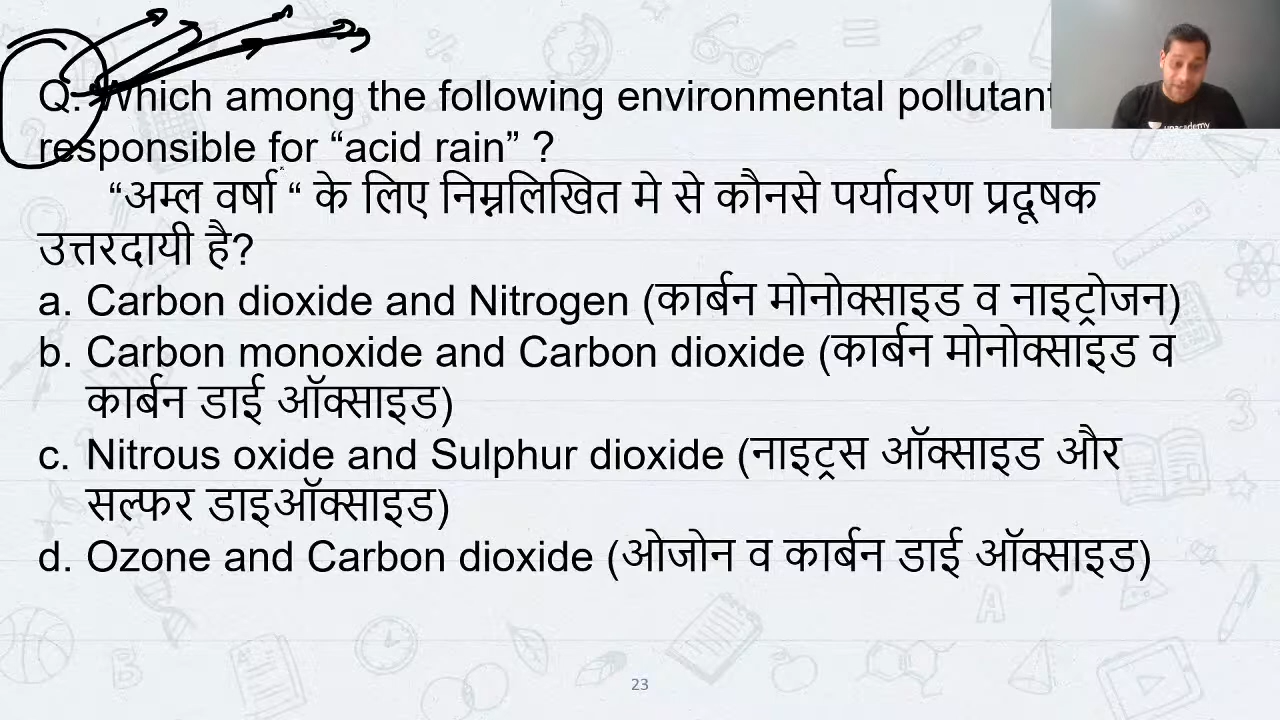 Q. Which among the following environmental pollutant
responsible for “acid rain” ?
“अम्ल वर्षा “ के लिए निम्नलिखित मे से कौनसे पर्यावरण प्रदूषक
उत्तरदायी है?
a. Carbon dioxide and Nitrogen (कार्बन मोनोक्साइड व नाइट्रोजन)
b. Carbon monoxide and Carbon dioxide (कार्बन मोनोक्साइड व
कार्बन डाई ऑक्साइड)
c. Nitrous oxide and Sulphur dioxide (नाइट्रस ऑक्साइड और
सल्फर डाइऑक्साइड)
d. Ozone and Carbon dioxide (ओजोन व कार्बन डाई ऑक्साइड)
23
unacademy